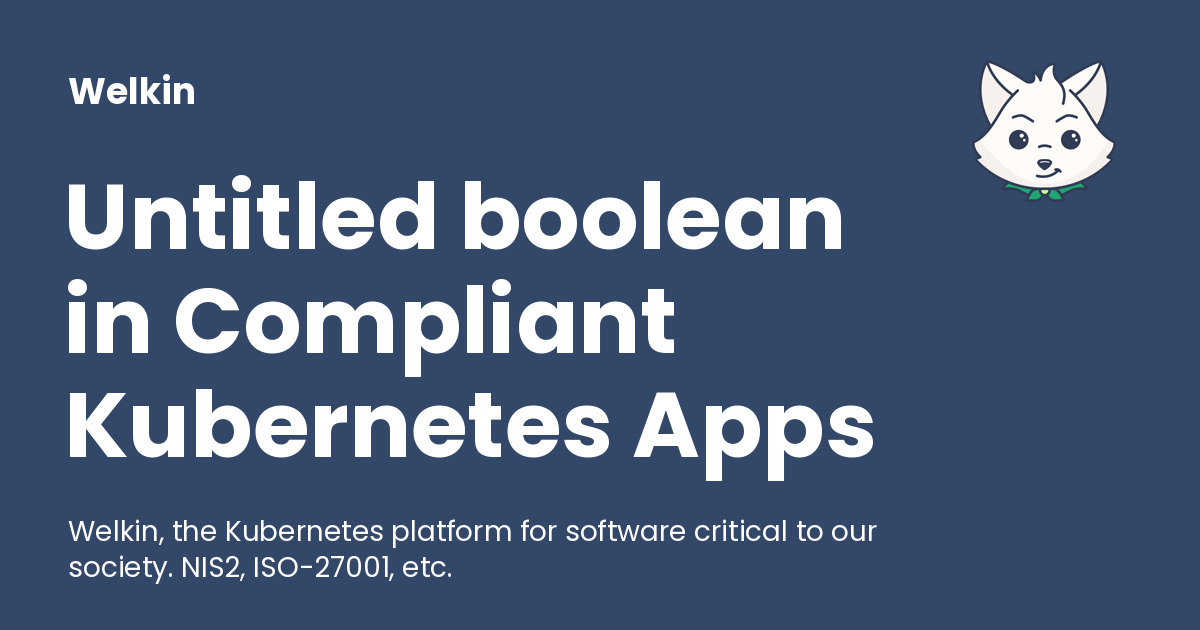 Welkin
Untitled boolean
in Compliant
Kubernetes Apps
Welkin, the Kubernetes platform for software critical to our
society. NIS2, ISO-27001, etc.